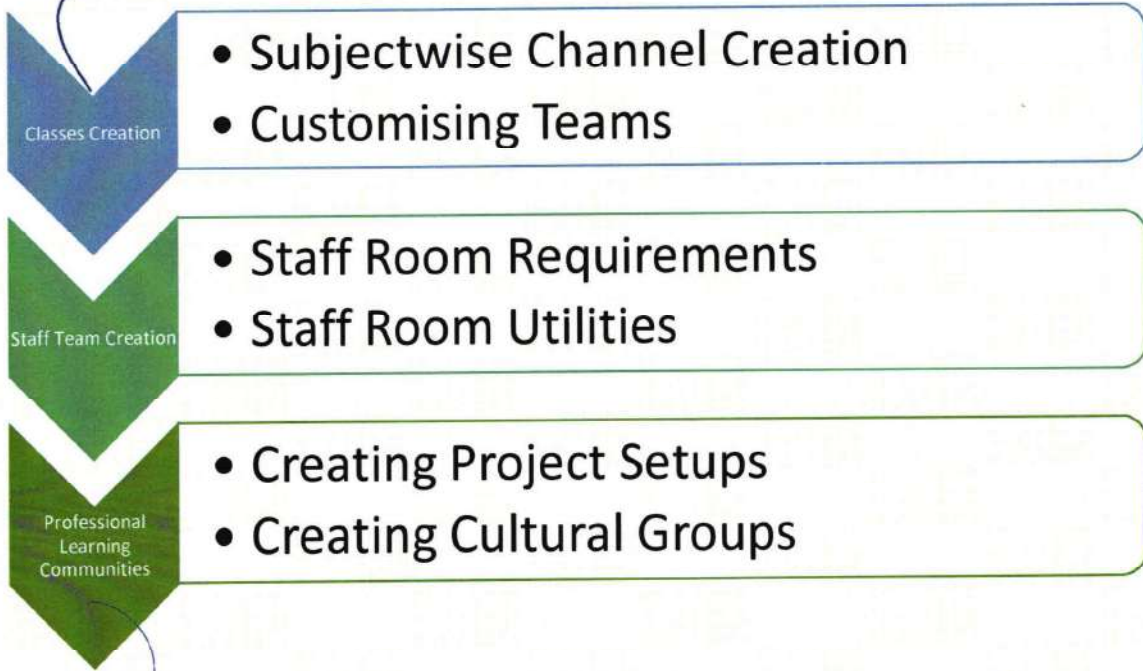 Classes Creation
• Subjectwise Channel Creation
• Customising Teams
Staff Team Creation
• Staff Room Requirements
• Staff Room Utilities
Professional
Learning
Communities
• Creating Project Setups
• Creating Cultural Groups